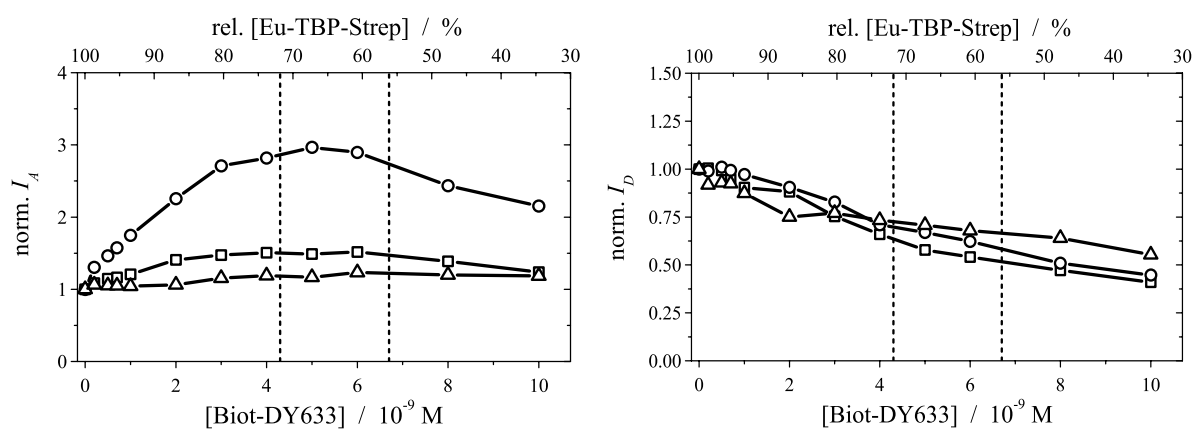 rel. [Eu-TBP-Strep] / %
100 90 80 70 60 50 40 30
4
3
2
1
0
norm. I_A
0 2 4 6 8 10
[Biot-DY633] / 10⁻⁹ M
rel. [Eu-TBP-Strep] / %
100 90 80 70 60 50 40 30
1.50
1.25
1.00
0.75
0.50
0.25
0.00
norm. I_D
0 2 4 6 8 10
[Biot-DY633] / 10⁻⁹ M